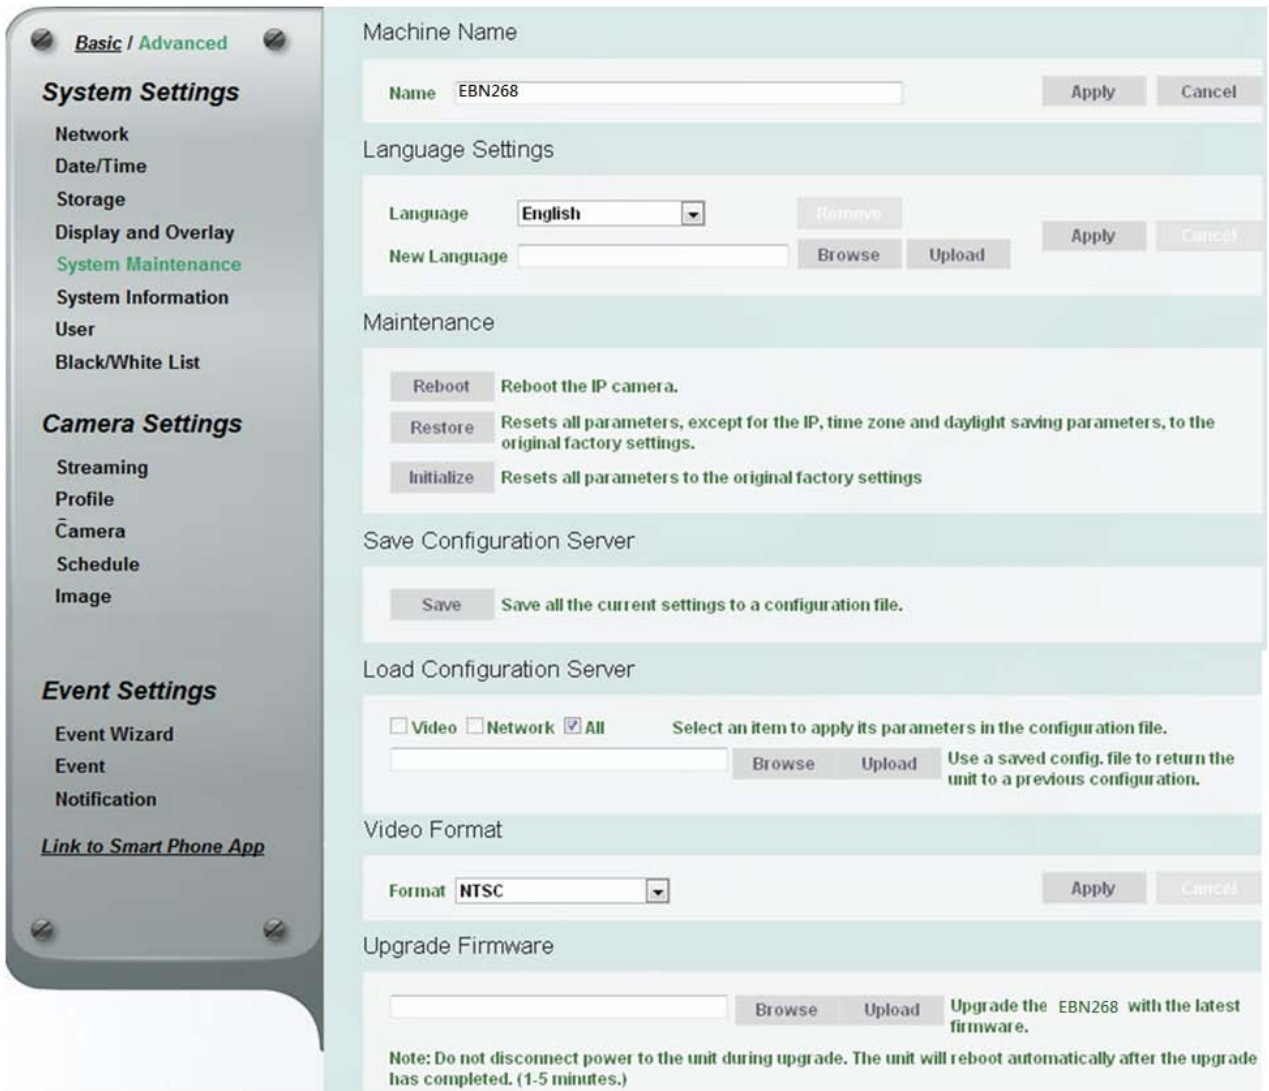 Basic / Advanced
System Settings
Network
Date/Time
Storage
Display and Overlay
System Maintenance
System Information
User
Black/White List
Camera Settings
Streaming
Profile
Camera
Schedule
Image
Event Settings
Event Wizard
Event
Notification
Link to Smart Phone App
Machine Name
Name EBN268 Apply Cancel
Language Settings
Language English Remove
New Language Browse Upload Apply Cancel
Maintenance
Reboot Reboot the IP camera.
Restore Resets all parameters, except for the IP, time zone and daylight saving parameters, to the
original factory settings.
Initialize Resets all parameters to the original factory settings
Save Configuration Server
Save Save all the current settings to a configuration file.
Load Configuration Server
Video Network All Select an item to apply its parameters in the configuration file.
Browse Upload Use a saved config. file to return the
unit to a previous configuration.
Video Format
Format NTSC Apply Cancel
Upgrade Firmware
Browse Upload Upgrade the EBN268 with the latest
firmware.
Note: Do not disconnect power to the unit during upgrade. The unit will reboot automatically after the upgrade
has completed. (1-5 minutes.)